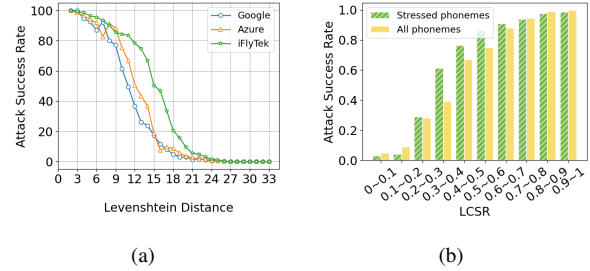 Attack Success Rate
100
80
60
40
20
0
0 3 6 9 12 15 18 21 24 27 30 33
Levenshtein Distance
Google
Azure
iFlyTek
(a)
Attack Success Rate
1.0
0.8
0.6
0.4
0.2
0.0
0~0.1 0.1~0.2 0.2~0.3 0.3~0.4 0.4~0.5 0.5~0.6 0.6~0.7 0.7~0.8 0.8~0.9 0.9~1
LCSR
Stressed phonemes
All phonemes
(b)